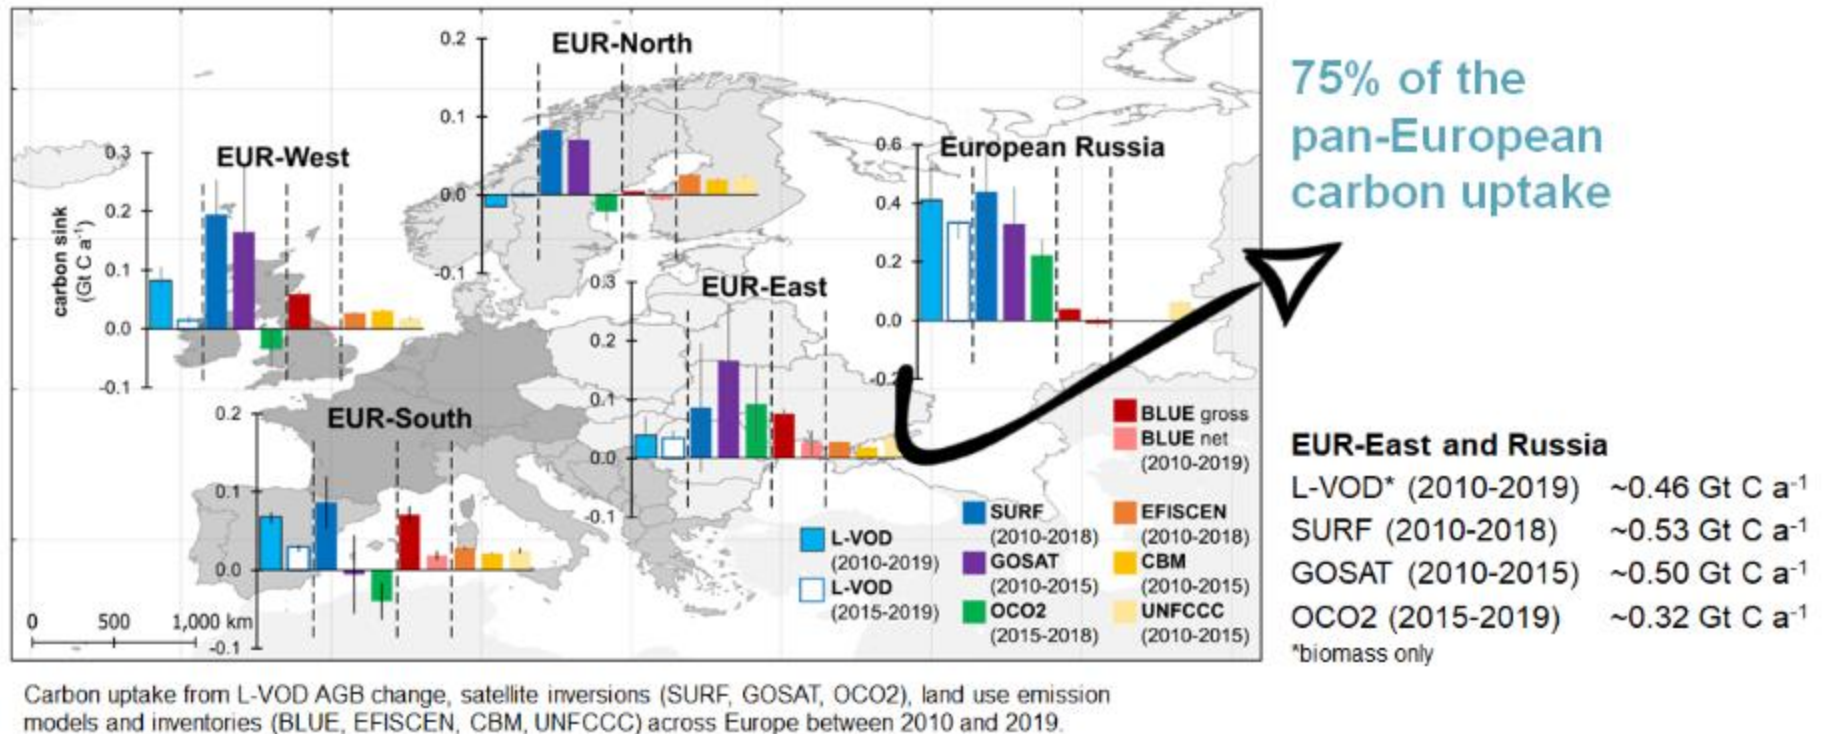 EUR-North
0.2
0.1
0.0
-0.1
EUR-West
carbon sink
(Gt C a-1)
0.3
0.2
0.1
0.0
-0.1
European Russia
0.6
0.4
0.2
0.0
-0.2
EUR-East
0.3
0.2
0.1
0.0
-0.1
EUR-South
0.2
0.1
0.0
-0.1
0 500 1,000 km
L-VOD
(2010-2019)
L-VOD
(2015-2019)
SURF
(2010-2018)
GOSAT
(2010-2015)
OCO2
(2015-2018)
BLUE gross
BLUE net
(2010-2019)
EFISCEN
(2010-2018)
CBM
(2010-2015)
UNFCCC
(2010-2015)
75% of the
pan-European
carbon uptake
EUR-East and Russia
L-VOD* (2010-2019) ~0.46 Gt C a-1
SURF (2010-2018) ~0.53 Gt C a-1
GOSAT (2010-2015) ~0.50 Gt C a-1
OCO2 (2015-2019) ~0.32 Gt C a-1
*biomass only
Carbon uptake from L-VOD AGB change, satellite inversions (SURF, GOSAT, OCO2), land use emission
models and inventories (BLUE, EFISCEN, CBM, UNFCCC) across Europe between 2010 and 2019.